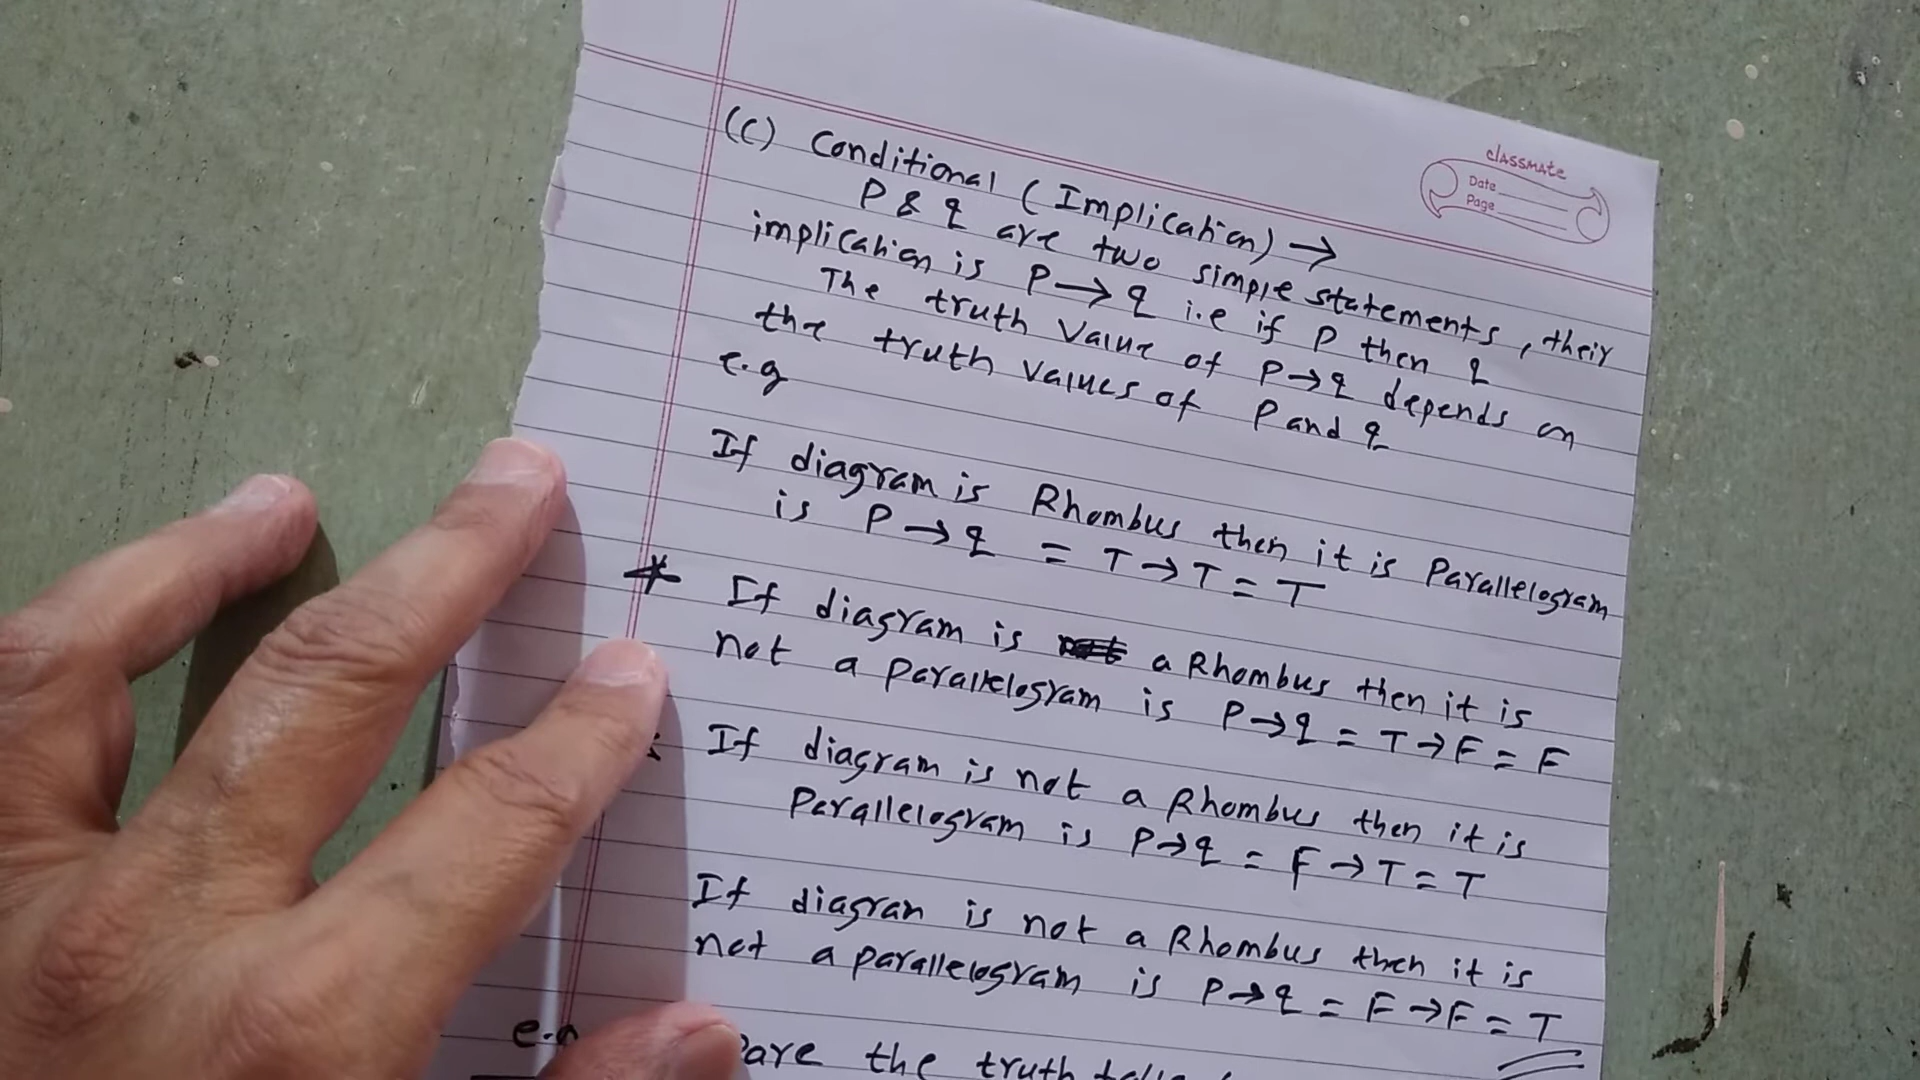 classmate
Date
Page
(C) Conditional (Implication) →
P & q are two simple statements, their
implication is P → q i.e if P then q
The truth value of P → q depends on
the truth values of P and q
e.g
If diagram is Rhombus then it is Parallelogram
is P → q = T → T = T
* If diagram is a Rhombus then it is
not a parallelogram is P → q = T → F = F
If diagram is not a Rhombus then it is
Parallelogram is P → q = F → T = T
If diagram is not a Rhombus then it is
not a parallelogram is P → q = F → F = T
the truth